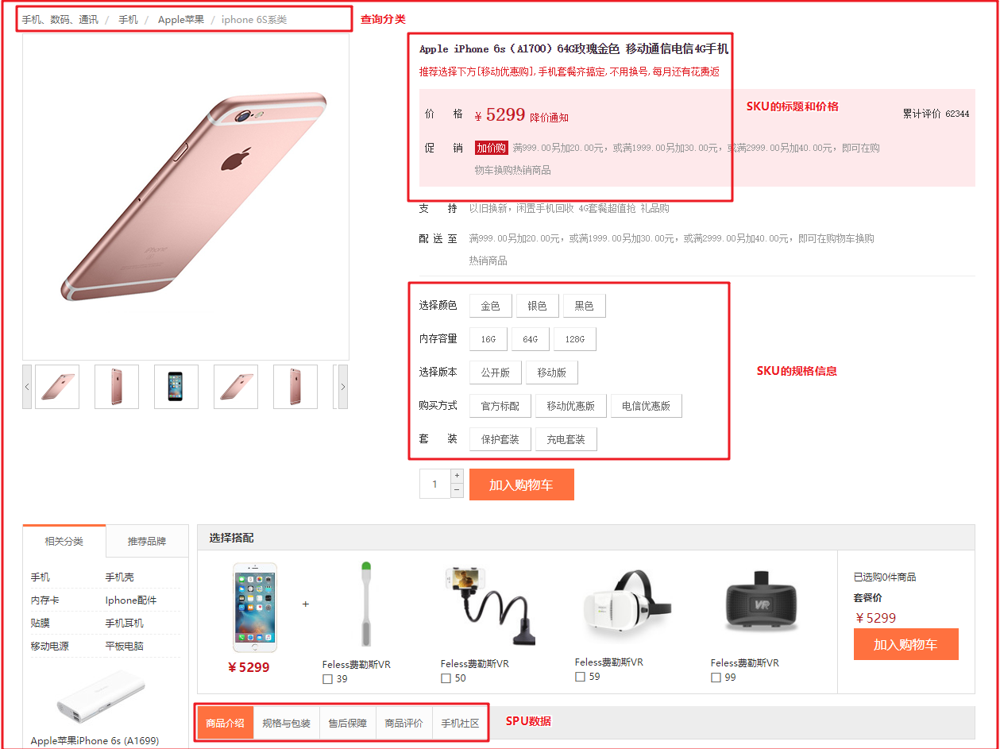 手机、数码、通讯 / 手机 / Apple苹果 / iphone 6S系类
查询分类
Apple iPhone 6s（A1700）64G玫瑰金色 移动通信电信4G手机
推荐选择下方[移动优惠购],手机套餐齐搞定,不用换号,每月还有花费返
价 格 ¥ 5299 降价通知
SKU的标题和价格
累计评价 62344
促 销 加价购 满999.00另加20.00元，或满1999.00另加30.00元，或满2999.00另加40.00元，即可在购
物车换购热销商品
支 持 以旧换新，闲置手机回收 4G套餐超值抢 礼品购
配 送 至 满999.00另加20.00元，或满1999.00另加30.00元，或满2999.00另加40.00元，即可在购物车换购
热销商品
选择颜色 金色 银色 黑色
内存容量 16G 64G 128G
选择版本 公开版 移动版
SKU的规格信息
购买方式 官方标配 移动优惠版 电信优惠版
套 装 保护套装 充电套装
1 + −
加入购物车
相关分类 推荐品牌
手机 手机壳
内存卡 Iphone配件
贴膜 手机耳机
移动电源 平板电脑
Apple苹果iPhone 6s (A1699)
选择搭配
+
¥5299
Feless费勒斯VR
39
Feless费勒斯VR
50
Feless费勒斯VR
59
VR
Feless费勒斯VR
99
已选购0件商品
套餐价
¥5299
加入购物车
商品介绍 规格与包装 售后保障 商品评价 手机社区
SPU数据